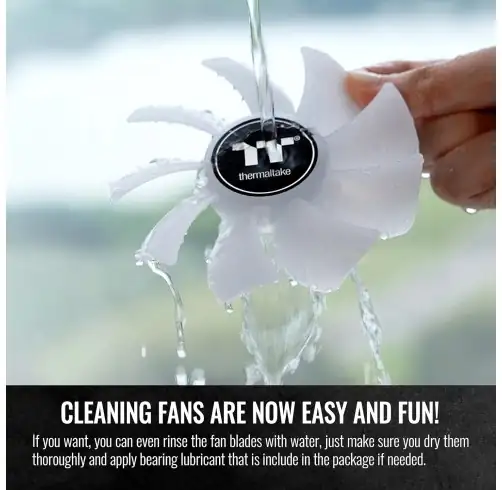 thermaltake
CLEANING FANS ARE NOW EASY AND FUN!
If you want, you can even rinse the fan blades with water, just make sure you dry them
thoroughly and apply bearing lubricant that is include in the package if needed.